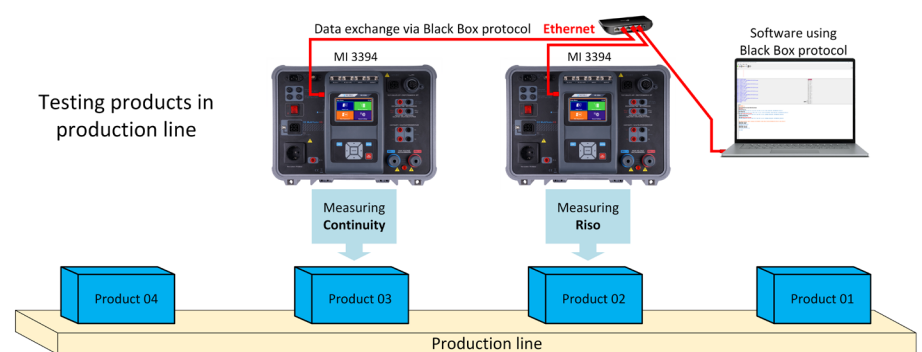 Data exchange via Black Box protocol Ethernet
Software using
Black Box protocol
MI 3394
MI 3394
Testing products in
production line
Measuring
Continuity
Measuring
Riso
Product 04
Product 03
Product 02
Product 01
Production line